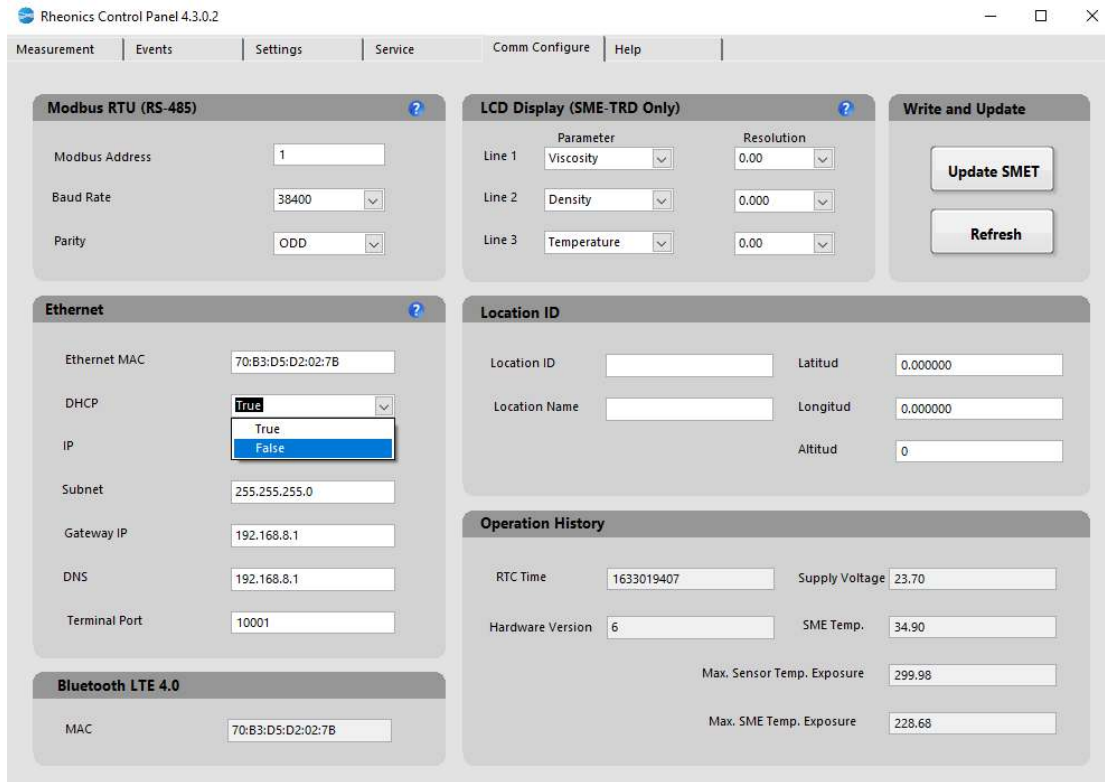 Rheonics Control Panel 4.3.0.2
Measurement Events Settings Service Comm Configure Help
Modbus RTU (RS-485) ?
Modbus Address 1
Baud Rate 38400
Parity ODD
LCD Display (SME-TRD Only) ?
Parameter Resolution
Line 1 Viscosity 0.00
Line 2 Density 0.000
Line 3 Temperature 0.00
Write and Update
Update SMET
Refresh
Ethernet ?
Ethernet MAC 70:B3:D5:D2:02:7B
DHCP True
True
IP False
Subnet 255.255.255.0
Gateway IP 192.168.8.1
DNS 192.168.8.1
Terminal Port 10001
Location ID
Location ID Latitud 0.000000
Location Name Longitud 0.000000
Altitud 0
Operation History
RTC Time 1633019407 Supply Voltage 23.70
Hardware Version 6 SME Temp. 34.90
Max. Sensor Temp. Exposure 299.98
Max. SME Temp. Exposure 228.68
Bluetooth LTE 4.0
MAC 70:B3:D5:D2:02:7B